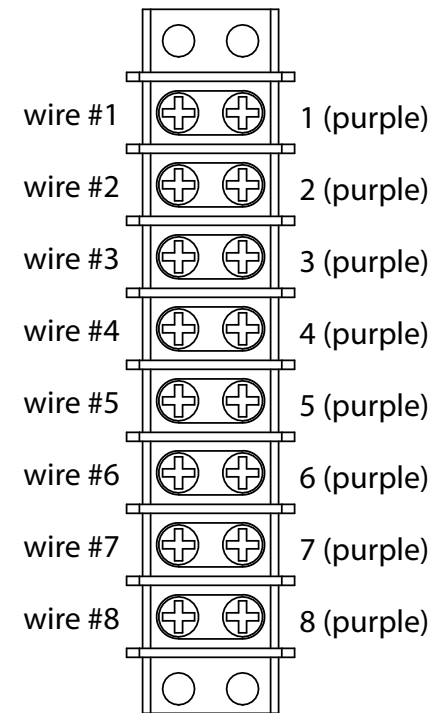 wire #1 1 (purple)
wire #2 2 (purple)
wire #3 3 (purple)
wire #4 4 (purple)
wire #5 5 (purple)
wire #6 6 (purple)
wire #7 7 (purple)
wire #8 8 (purple)